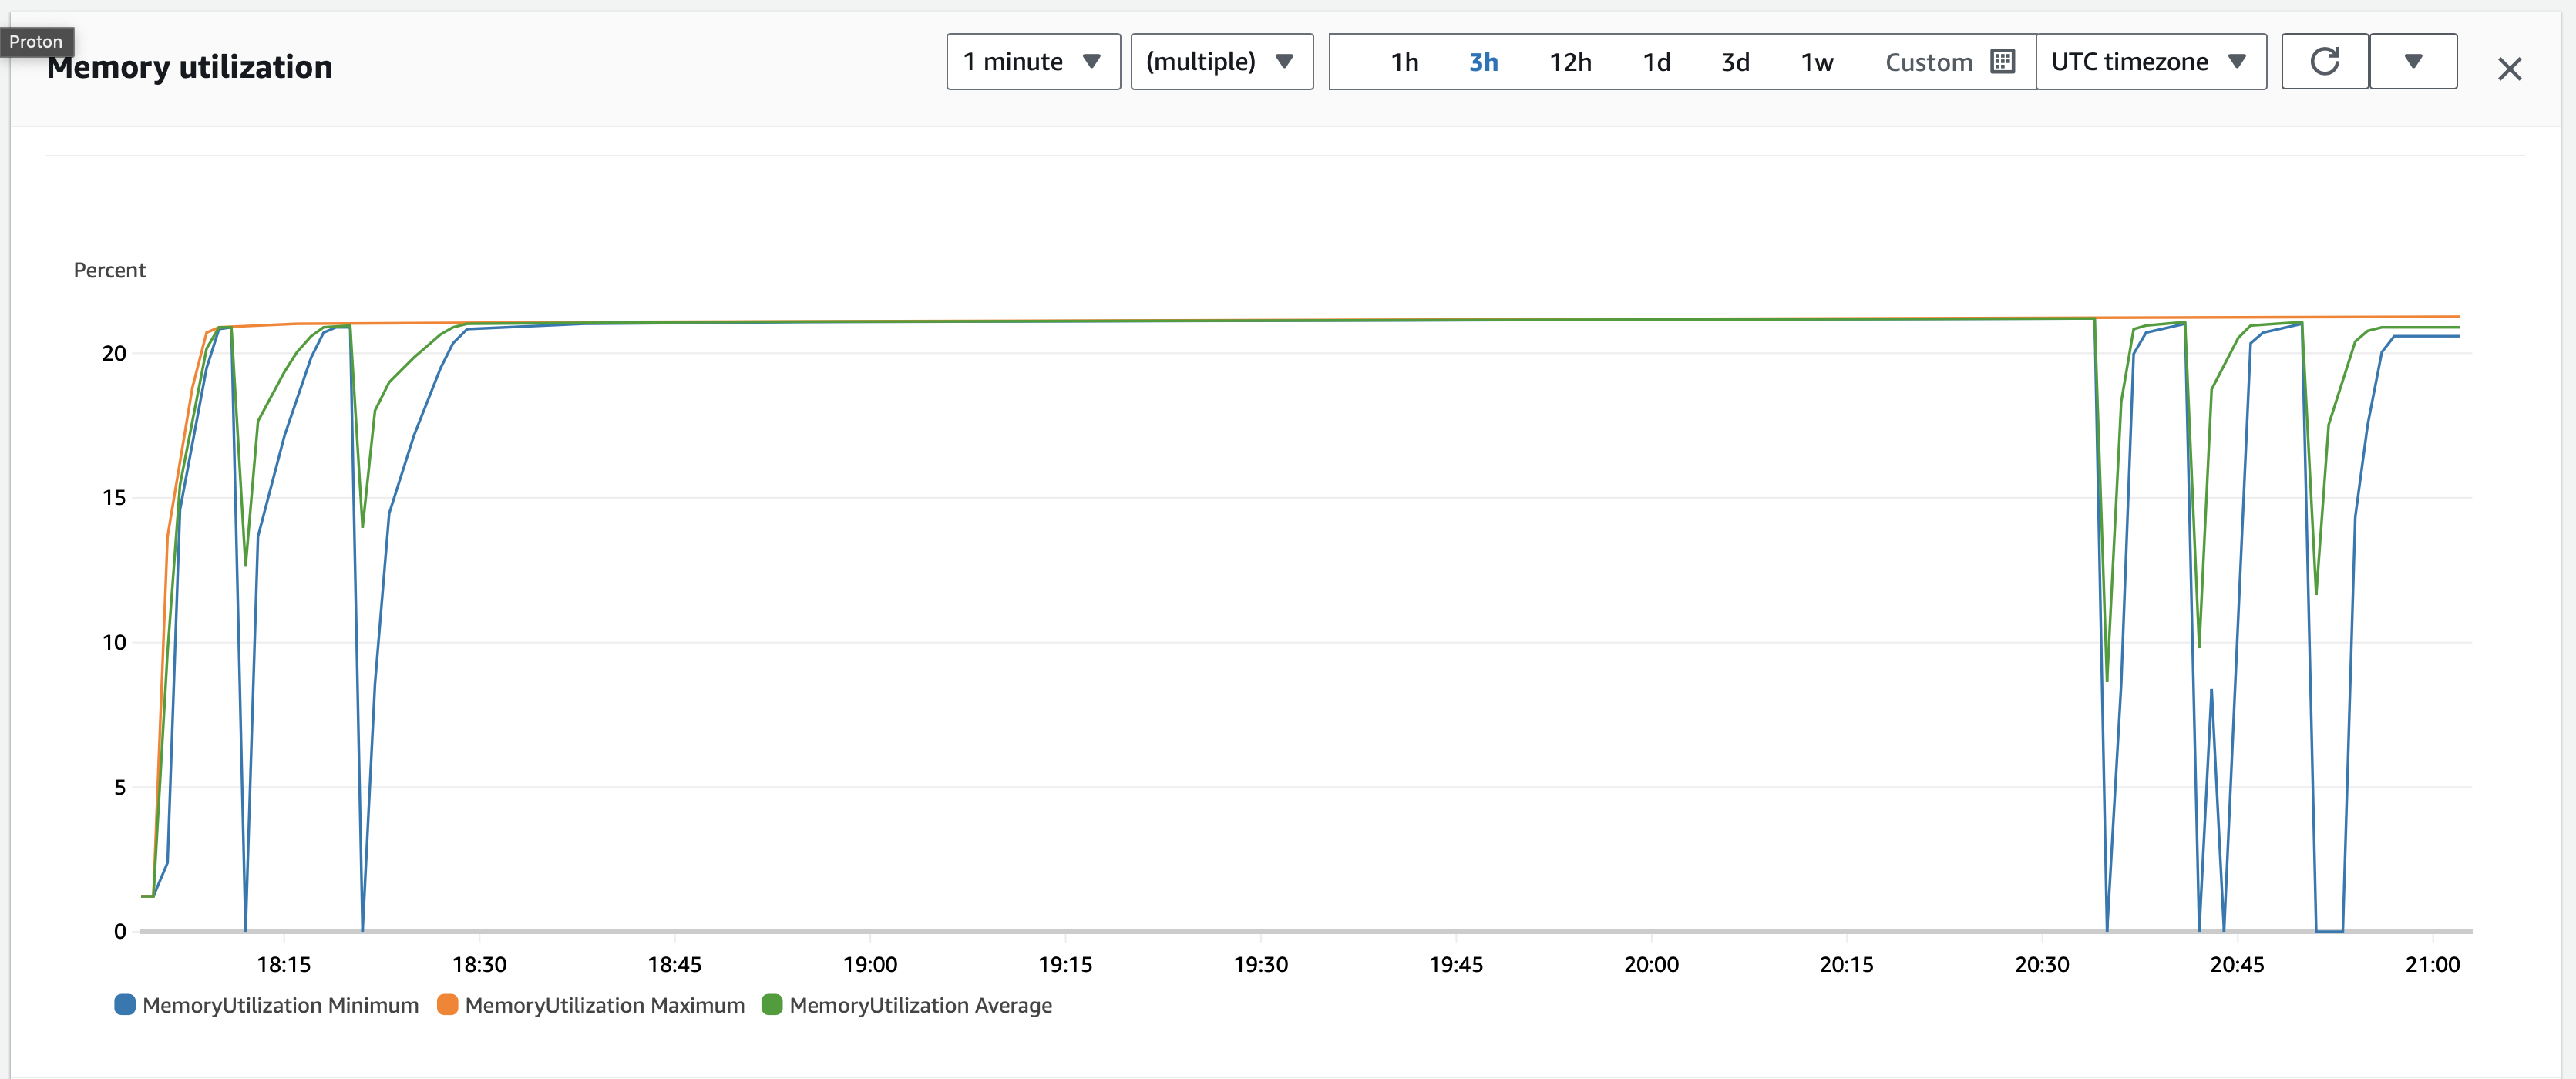 Proton
Memory utilization
1 minute
(multiple)
1h 3h 12h 1d 3d 1w Custom
UTC timezone
Percent
20
15
10
5
0
18:15 18:30 18:45 19:00 19:15 19:30 19:45 20:00 20:15 20:30 20:45 21:00
MemoryUtilization Minimum MemoryUtilization Maximum MemoryUtilization Average